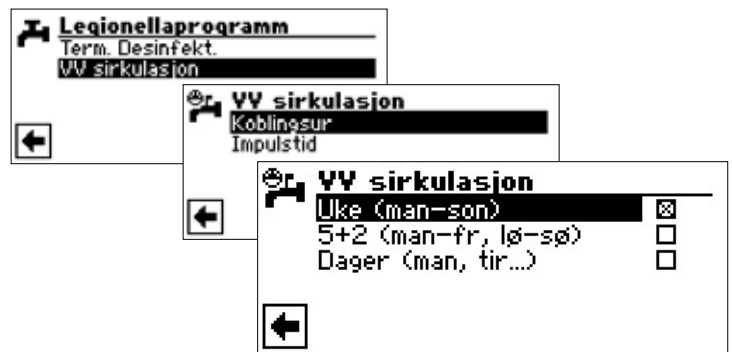 Legionellaprogramm
Term. Desinfekt.
VV sirkulasjon
VV sirkulasjon
Koblingsur
Impulstid
VV sirkulasjon
Uke (man-son)
5+2 (man-fr, lø-sø)
Dager (man, tir...)